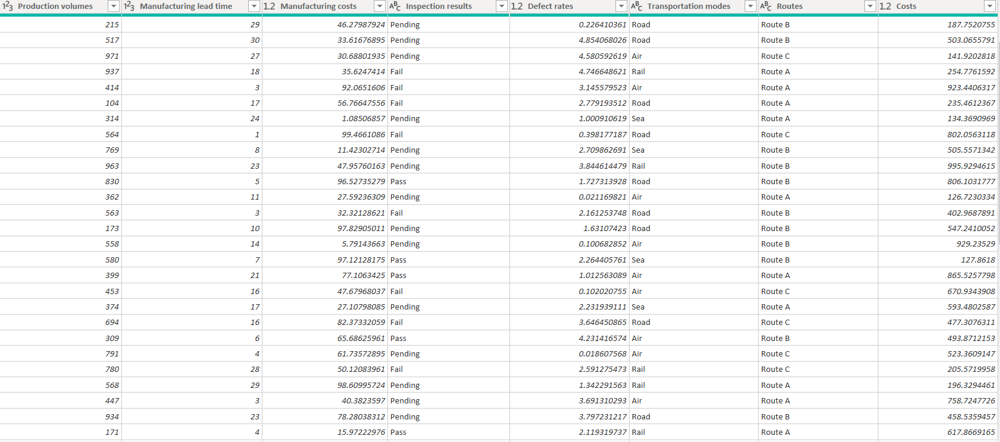 123 Production volumes 123 Manufacturing lead time 1.2 Manufacturing costs ABC Inspection results 1.2 Defect rates ABC Transportation modes ABC Routes 1.2 Costs
215 29 46.27987924 Pending 0.226410361 Road Route B 187.7520755
517 30 33.61676895 Pending 4.854068026 Road Route B 503.0655791
971 27 30.68801935 Pending 4.580592619 Air Route C 141.9202818
937 18 35.6247414 Fail 4.746648621 Rail Route A 254.7761592
414 3 92.0651606 Fail 3.145579523 Air Route A 923.4406317
104 17 56.76647556 Fail 2.779193512 Road Route A 235.4612367
314 24 1.08506857 Pending 1.000910619 Sea Route A 134.3690969
564 1 99.4661086 Fail 0.398177187 Road Route C 802.0563118
769 8 11.42302714 Pending 2.709862691 Sea Route B 505.5571342
963 23 47.95760163 Pending 3.844614479 Rail Route B 995.9294615
830 5 96.52735279 Pass 1.727313928 Road Route B 806.1031777
362 11 27.59236309 Pending 0.021169821 Air Route A 126.7230334
563 3 32.32128621 Fail 2.161253748 Road Route B 402.9687891
173 10 97.82905011 Pending 1.63107423 Road Route B 547.2410052
558 14 5.79143663 Pending 0.100682852 Air Route B 929.23529
580 7 97.12128175 Pass 2.264405761 Sea Route B 127.8618
399 21 77.1063425 Pass 1.012563089 Air Route A 865.5257798
453 16 47.67968037 Fail 0.102020755 Air Route C 670.9343908
374 17 27.10798085 Pending 2.231939111 Sea Route A 593.4802587
694 16 82.37332059 Fail 3.646450865 Road Route C 477.3076311
309 6 65.68625961 Pass 4.231416574 Air Route B 493.8712153
791 4 61.73572895 Pending 0.018607568 Air Route C 523.3609147
780 28 50.12083961 Fail 2.591275473 Rail Route C 205.5719958
568 29 98.60995724 Pending 1.342291563 Rail Route A 196.3294461
447 3 40.3823597 Pending 3.691310293 Air Route A 758.7247726
934 23 78.28038312 Pending 3.797231217 Road Route B 458.5359457
171 4 15.97222976 Pass 2.119319737 Rail Route A 617.8669165